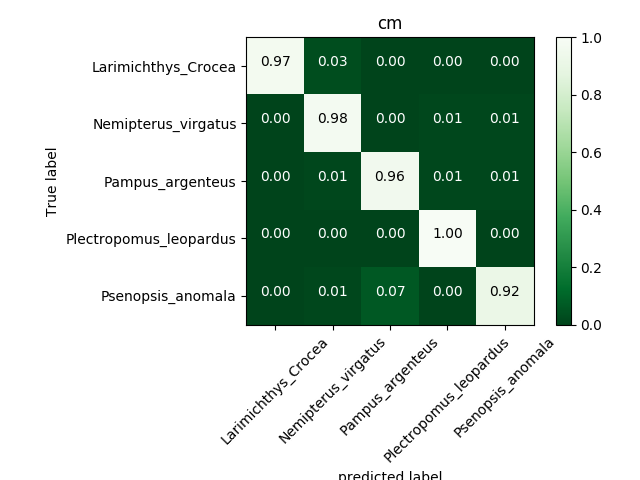 cm
Larimichthys_Crocea 0.97 0.03 0.00 0.00 0.00
Nemipterus_virgatus 0.00 0.98 0.00 0.01 0.01
Pampus_argenteus 0.00 0.01 0.96 0.01 0.01
Plectropomus_leopardus 0.00 0.00 0.00 1.00 0.00
Psenopsis_anomala 0.00 0.01 0.07 0.00 0.92
True label
1.0
0.8
0.6
0.4
0.2
0.0
Larimichthys_Crocea
Nemipterus_virgatus
Pampus_argenteus
Plectropomus_leopardus
Psenopsis_anomala
predicted label